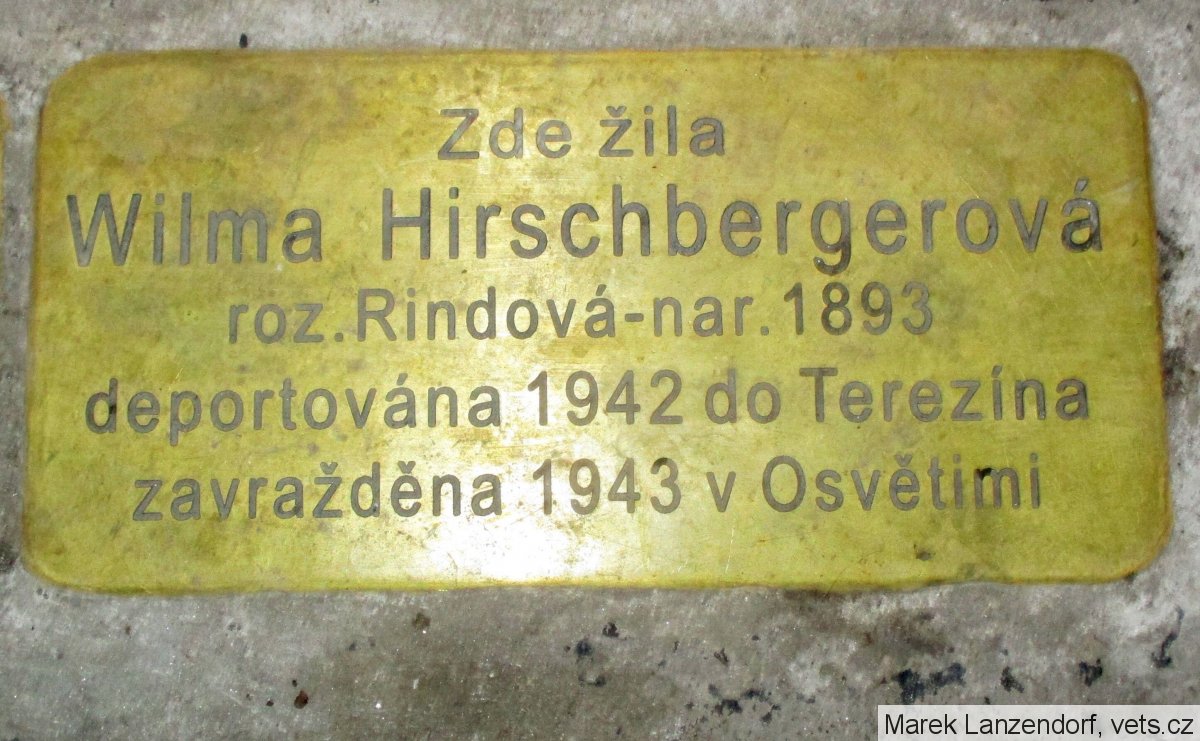 Zde žila
Wilma Hirschbergerová
roz. Rindová-nar. 1893
deportována 1942 do Terezína
zavražděna 1943 v Osvětimi
Marek Lanzendorf, vets.cz